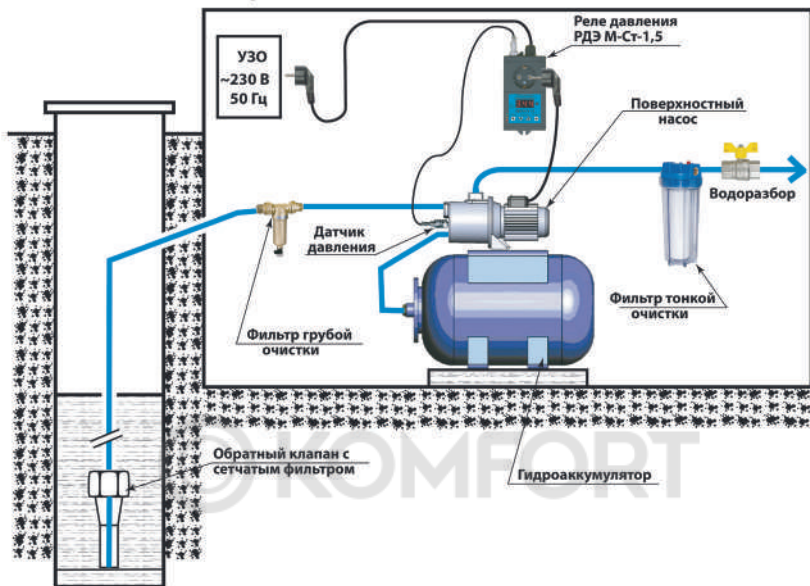 Реле давления
РДЭ М-Ст-1,5
УЗО
~230 В
50 Гц
Поверхностный
насос
Водоразбор
Датчик
давления
Фильтр тонкой
очистки
Фильтр грубой
очистки
Обратный клапан с
сетчатым фильтром
Гидроаккумулятор
KOMFORT